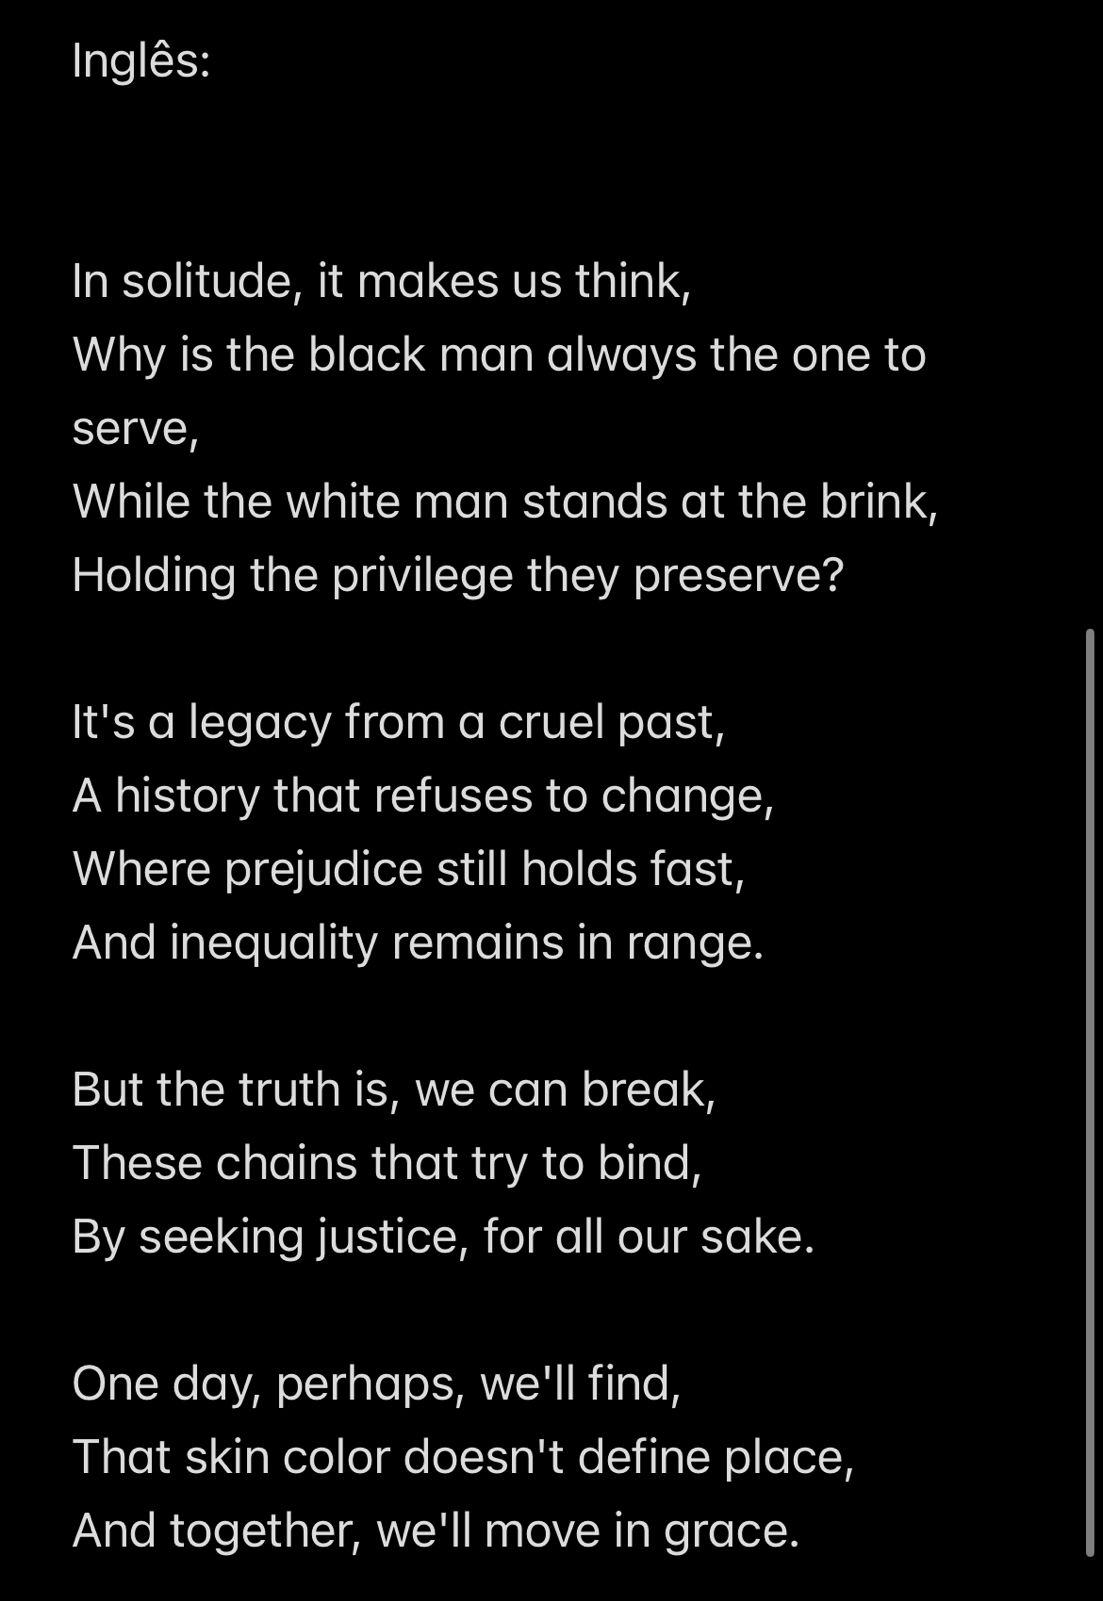 Inglês:
In solitude, it makes us think,
Why is the black man always the one to
serve,
While the white man stands at the brink,
Holding the privilege they preserve?
It's a legacy from a cruel past,
A history that refuses to change,
Where prejudice still holds fast,
And inequality remains in range.
But the truth is, we can break,
These chains that try to bind,
By seeking justice, for all our sake.
One day, perhaps, we'll find,
That skin color doesn't define place,
And together, we'll move in grace.